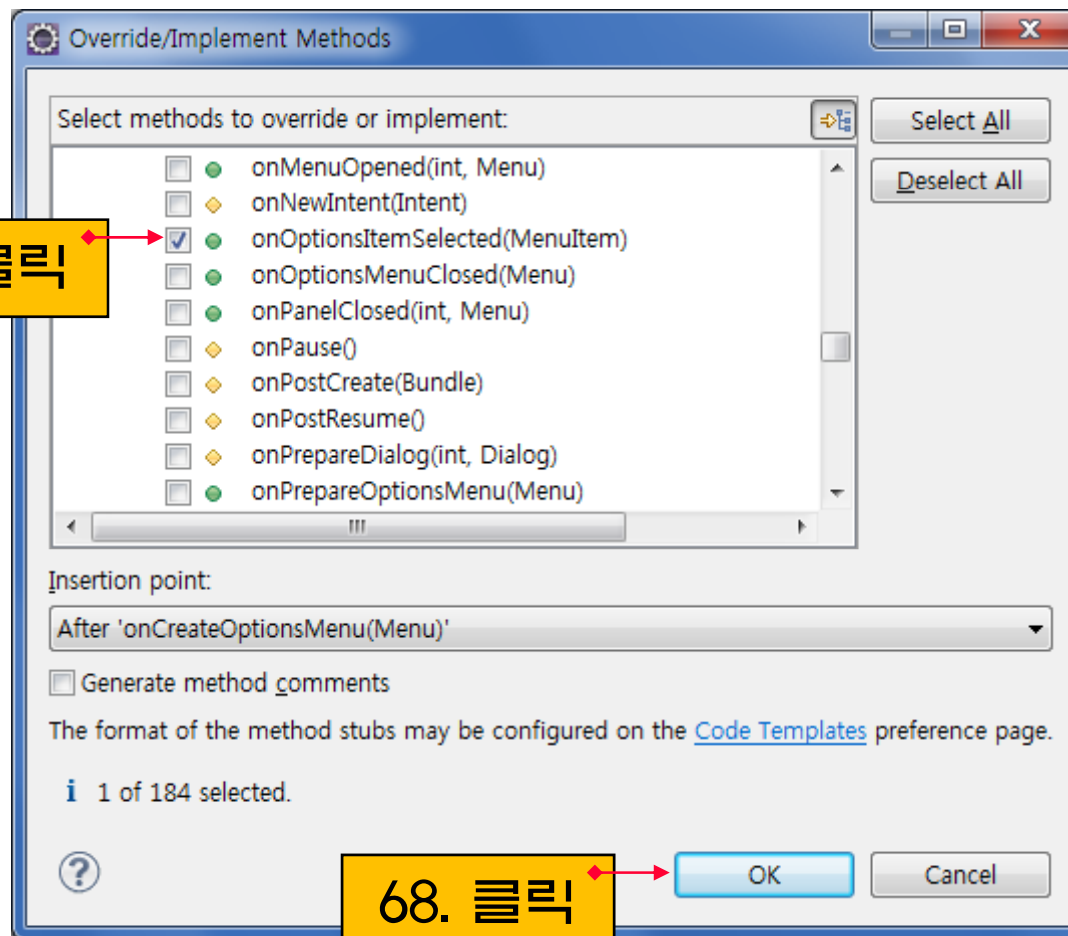 Override/Implement Methods
Select methods to override or implement:
Select All
Deselect All
onMenuOpened(int, Menu)
onNewIntent(Intent)
클릭
onOptionsItemSelected(MenuItem)
onOptionsMenuClosed(Menu)
onPanelClosed(int, Menu)
onPause()
onPostCreate(Bundle)
onPostResume()
onPrepareDialog(int, Dialog)
onPrepareOptionsMenu(Menu)
Insertion point:
After 'onCreateOptionsMenu(Menu)'
Generate method comments
The format of the method stubs may be configured on the Code Templates preference page.
i 1 of 184 selected.
?
68. 클릭
OK
Cancel